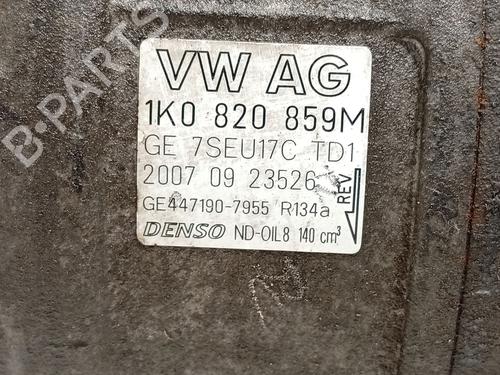 B-PARTS
VW AG
1K0 820 859M
GE 7SEU17C TD1
2007 09 23526
REV
GE447190-7955 R134a
DENSO ND-OIL8 140 cm³